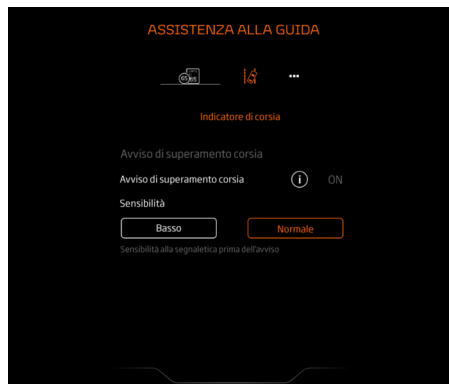 ASSISTENZA ALLA GUIDA
Indicatore di corsia
Avviso di superamento corsia
Avviso di superamento corsia i ON
Sensibilità
Basso Normale
Sensibilità alla segnaletica prima dell'avviso